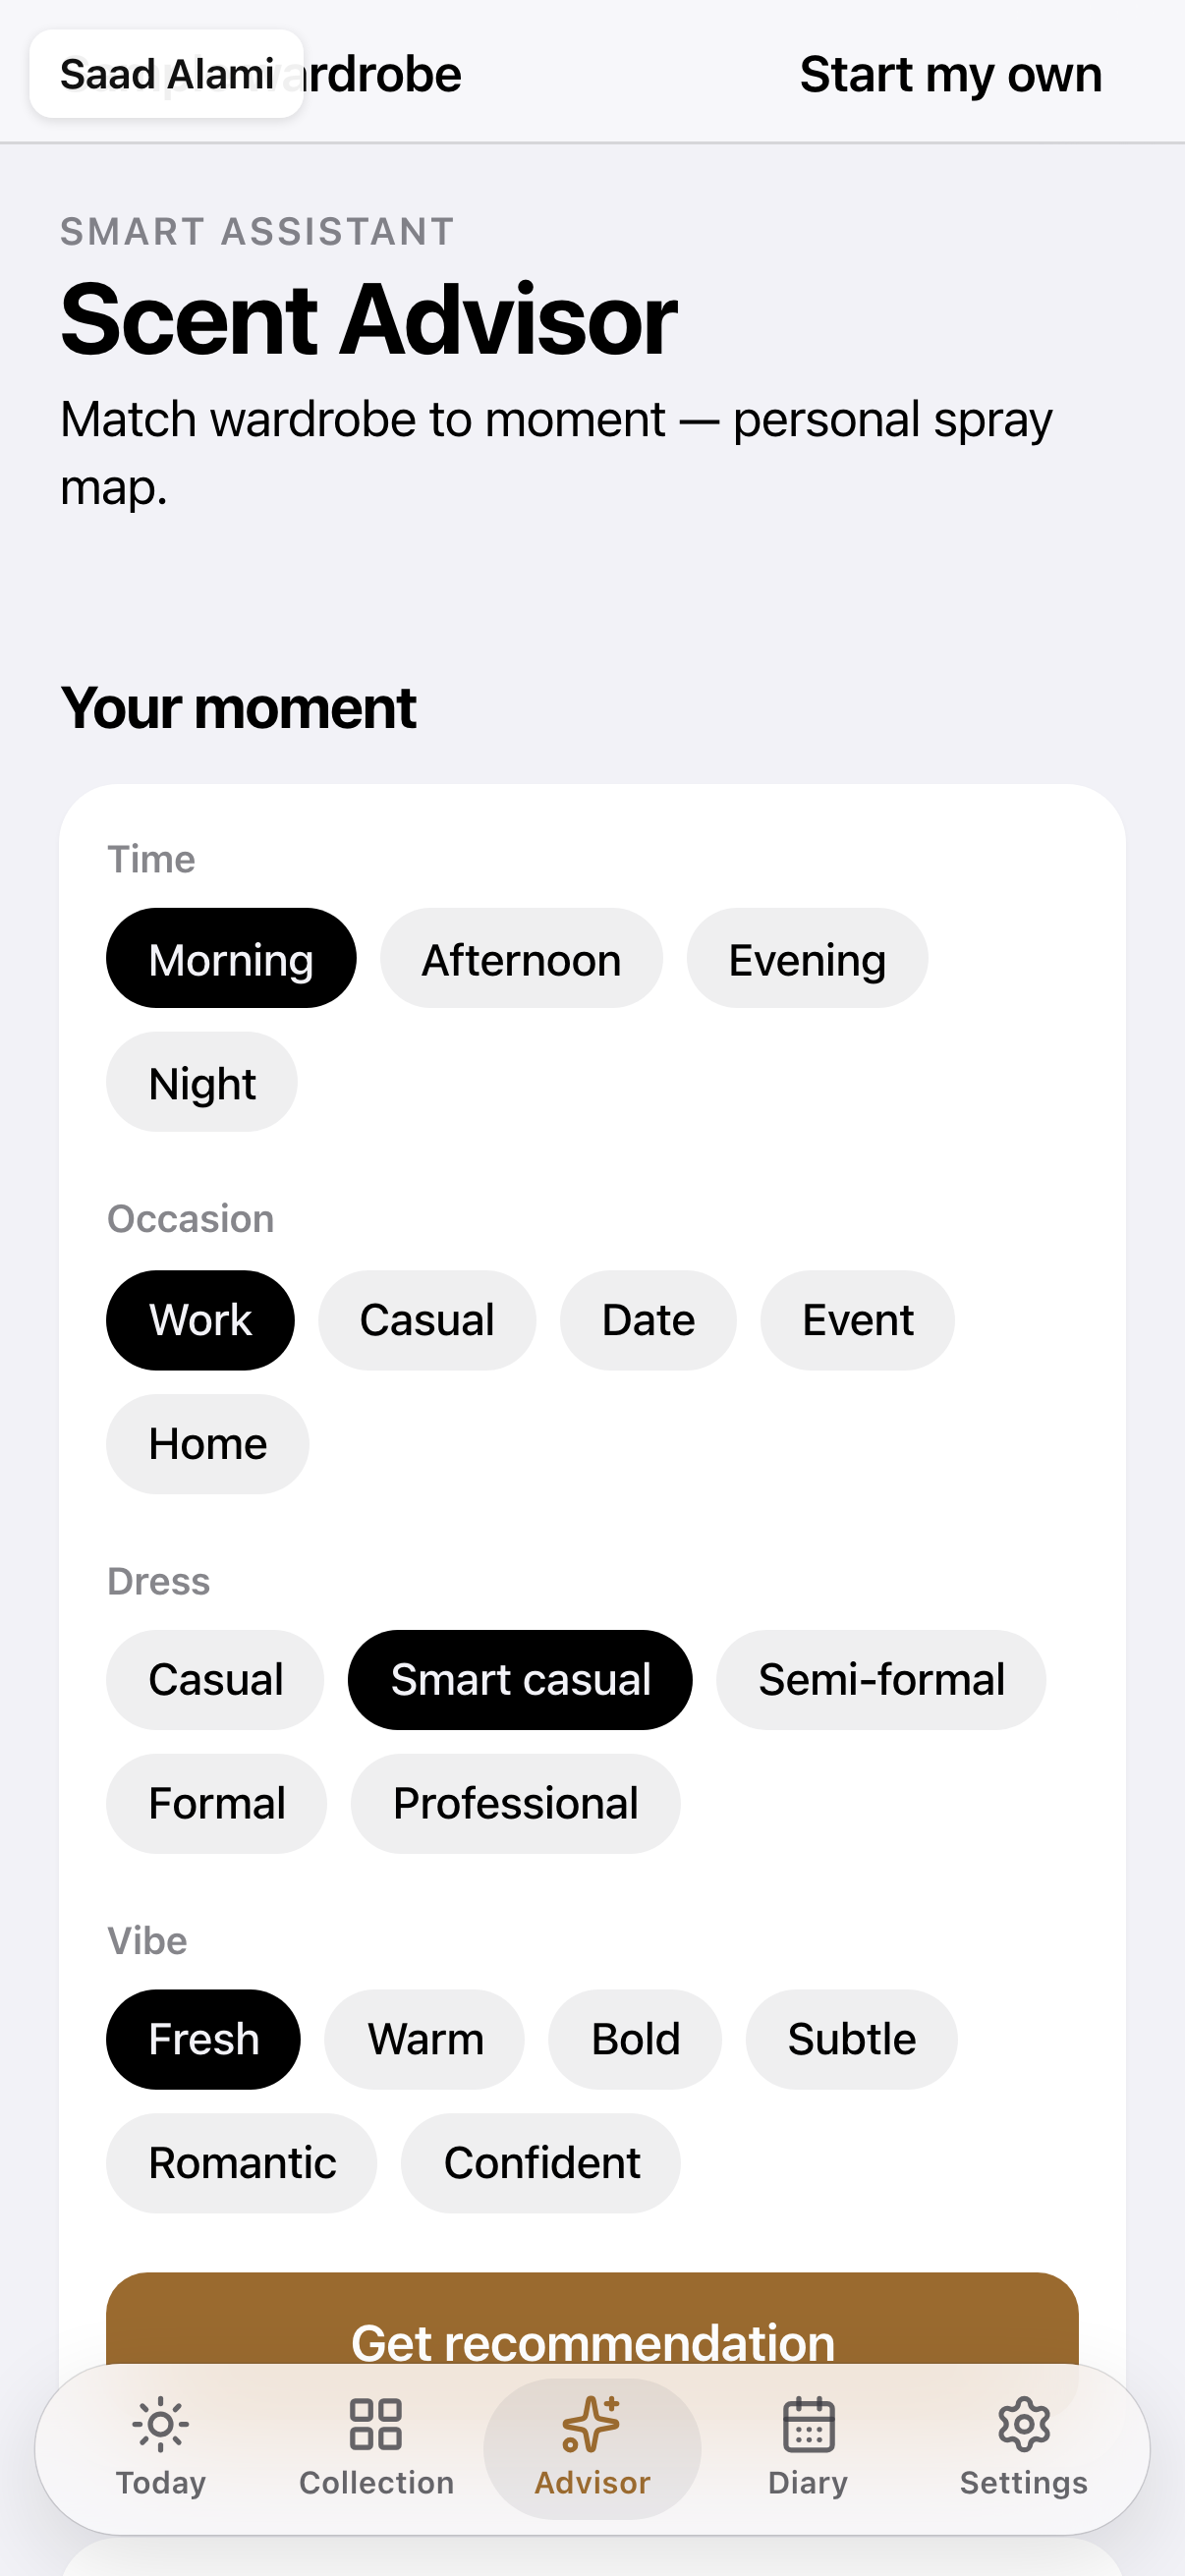 Saad Alami
ardrobe
Start my own
SMART ASSISTANT
Scent Advisor
Match wardrobe to moment — personal spray
map.
Your moment
Time
Morning Afternoon Evening
Night
Occasion
Work Casual Date Event
Home
Dress
Casual Smart casual Semi-formal
Formal Professional
Vibe
Fresh Warm Bold Subtle
Romantic Confident
Get recommendation
Today Collection Advisor Diary Settings